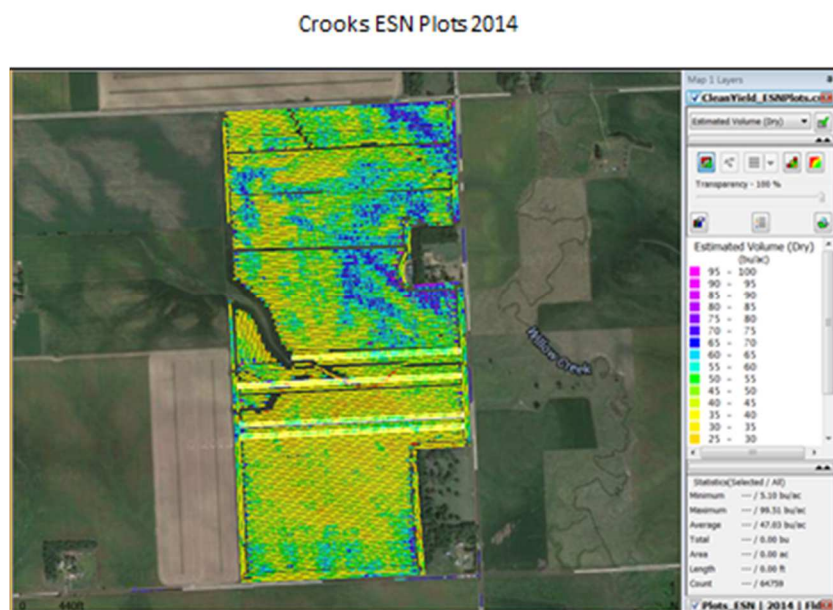 Crooks ESN Plots 2014
Map 1 Layers
CleanYield_ESNPlots.c
Estimated Volume (Dry)
Transparency - 100 %
Estimated Volume (Dry)
(bu/ac)
95 - 100
90 - 95
85 - 90
80 - 85
75 - 80
70 - 75
65 - 70
60 - 65
55 - 60
50 - 55
45 - 50
40 - 45
35 - 40
30 - 35
25 - 30
Willow Creek
Statistics(Selected / All)
Minimum --- / 5.10 bu/ac
Maximum --- / 99.51 bu/ac
Average --- / 47.03 bu/ac
Total --- / 0.00 bu
Area --- / 0.00 ac
Length --- / 0.00 ft
Count --- / 64759
0 440ft
Plots_ESN | 2014 | Fld